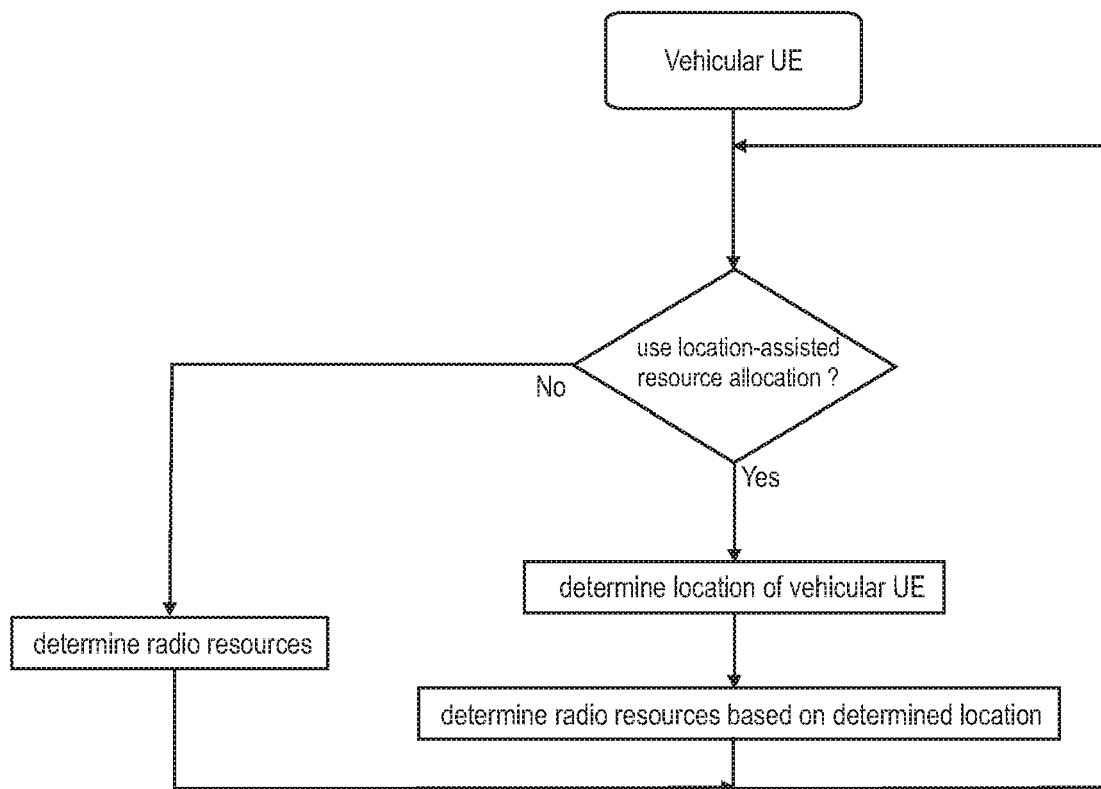 Vehicular UE
use location-assisted
resource allocation ?
No
Yes
determine location of vehicular UE
determine radio resources
determine radio resources based on determined location